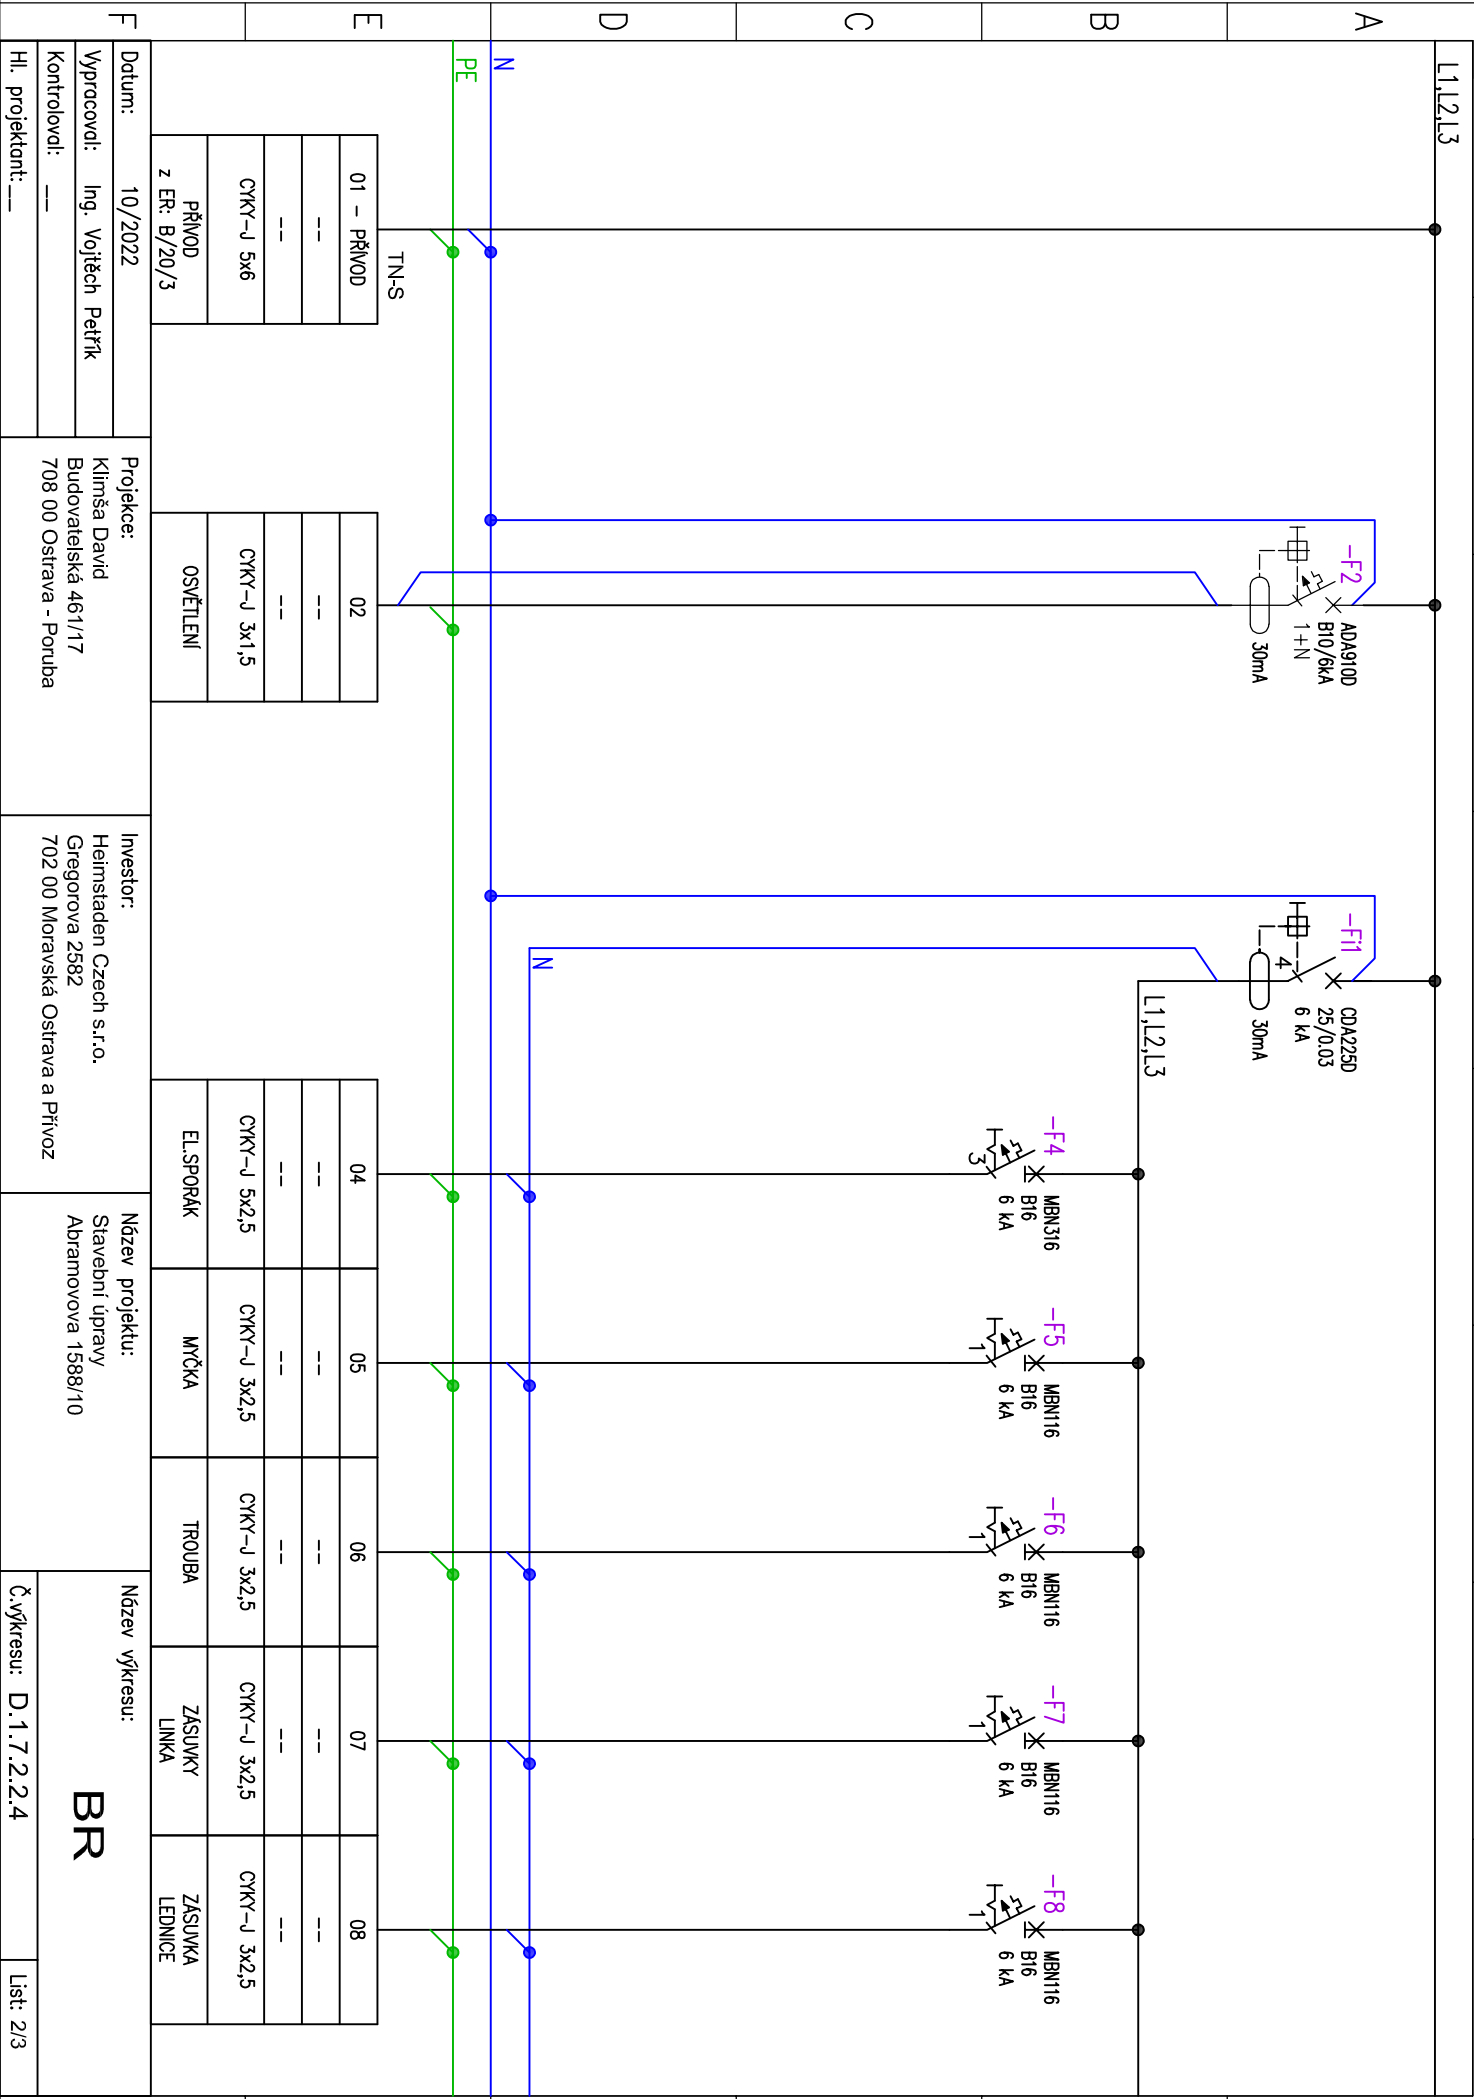 A
B
C
D
E
F
L1,L2,L3
N
PE
TN-S
-F2
ADA910D
B10/6kA
1+N
30mA
-Fi1
CDA225D
25/0.03
6 kA
4
30mA
L1,L2,L3
N
-F4
MBN316
B16
6 kA
3
-F5
MBN116
B16
6 kA
1
-F6
MBN116
B16
6 kA
1
-F7
MBN116
B16
6 kA
1
-F8
MBN116
B16
6 kA
1
01 - PŘÍVOD
--
--
CYKY-J 5x6
PŘÍVOD
z ER: B/20/3
02
--
--
CYKY-J 3x1,5
OSVĚTLENÍ
04
--
--
CYKY-J 5x2,5
EL.SPORÁK
05
--
--
CYKY-J 3x2,5
MYČKA
06
--
--
CYKY-J 3x2,5
TROUBA
07
--
--
CYKY-J 3x2,5
ZÁSUVKY
LINKA
08
--
--
CYKY-J 3x2,5
ZÁSUVKA
LEDNICE
Datum: 10/2022
Vypracoval: Ing. Vojtěch Petřík
Kontroloval: --
Hl. projektant:--
Projekce:
Klimša David
Budovatelská 461/17
708 00 Ostrava - Poruba
Investor:
Heimstaden Czech s.r.o.
Gregorova 2582
702 00 Moravská Ostrava a Přívoz
Název projektu:
Stavební úpravy
Abramovova 1588/10
Název výkresu:
BR
Č.výkresu: D.1.7.2.2.4
List: 2/3